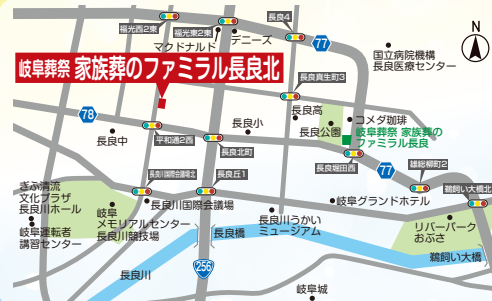 福光西2東
福光東2東
長良4
マクドナルド
デニーズ
77
N
国立病院機構
長良医療センター
岐阜葬祭 家族葬のファミラル長良北
長良真生町3
78
長良高
コメダ珈琲
長良公園
岐阜葬祭 家族葬の
ファミラル長良
長良中
平和通2西
長良小
長良北町
長良堀田西
雄総柳町2
77
長良川国際会議場北
長良丘1
鵜飼い大橋北
ぎふ清流
文化プラザ
長良川ホール
岐阜
メモリアルセンター
長良川競技場
長良川国際会議場
岐阜グランドホテル
長良川うかい
ミュージアム
岐阜運転者
講習センター
リバーパーク
おぶさ
長良橋
鵜飼い大橋
長良川
256
岐阜城